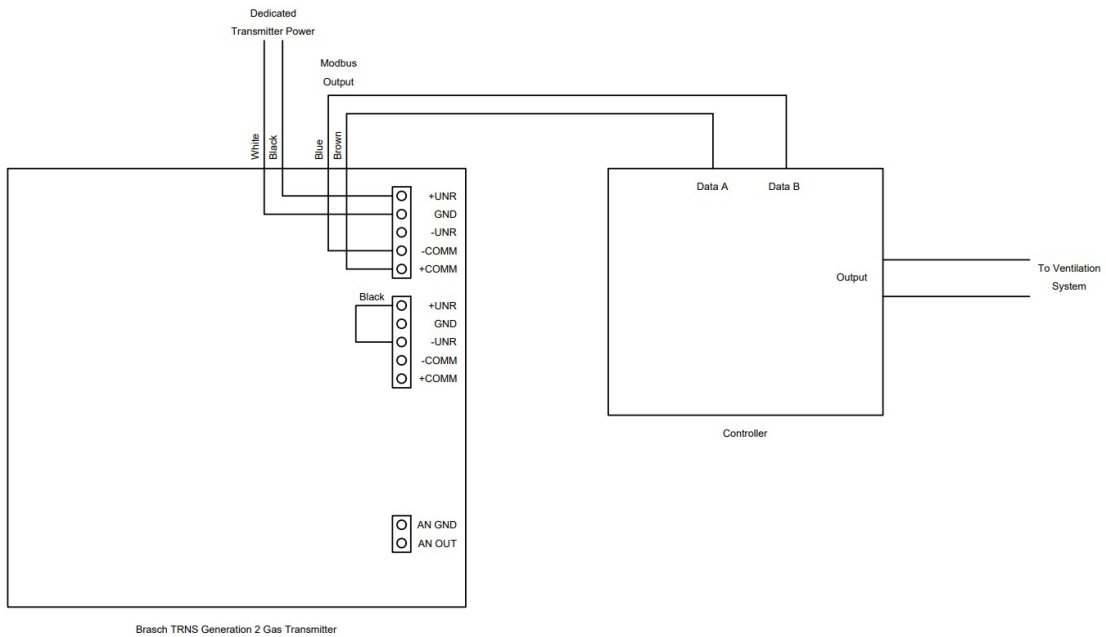 Dedicated
Transmitter Power
Modbus
Output
White
Black
Blue
Brown
+UNR
GND
-UNR
-COMM
+COMM
Black
+UNR
GND
-UNR
-COMM
+COMM
AN GND
AN OUT
Brasch TRNS Generation 2 Gas Transmitter
Data A
Data B
Output
Controller
To Ventilation
System